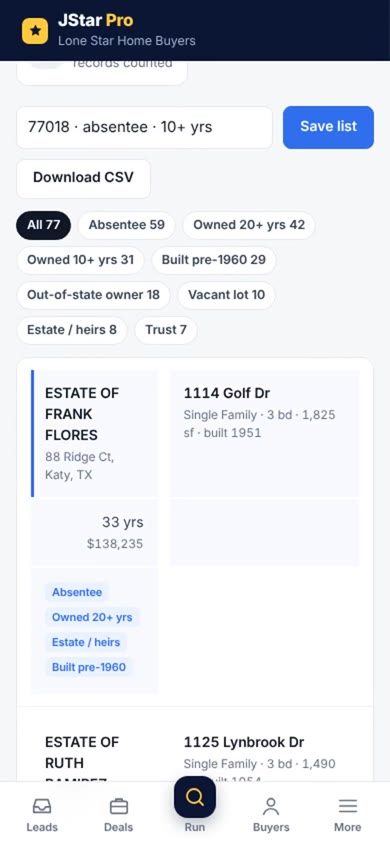 JStar Pro
Lone Star Home Buyers
records counted
77018 · absentee · 10+ yrs
Save list
Download CSV
All 77
Absentee 59
Owned 20+ yrs 42
Owned 10+ yrs 31
Built pre-1960 29
Out-of-state owner 18
Vacant lot 10
Estate / heirs 8
Trust 7
ESTATE OF
FRANK
FLORES
88 Ridge Ct,
Katy, TX
1114 Golf Dr
Single Family · 3 bd · 1,825
sf · built 1951
33 yrs
$138,235
Absentee
Owned 20+ yrs
Estate / heirs
Built pre-1960
ESTATE OF
RUTH
RAMIREZ
1125 Lynbrook Dr
Single Family · 3 bd · 1,490
sf · built 1954
Leads
Deals
Run
Buyers
More